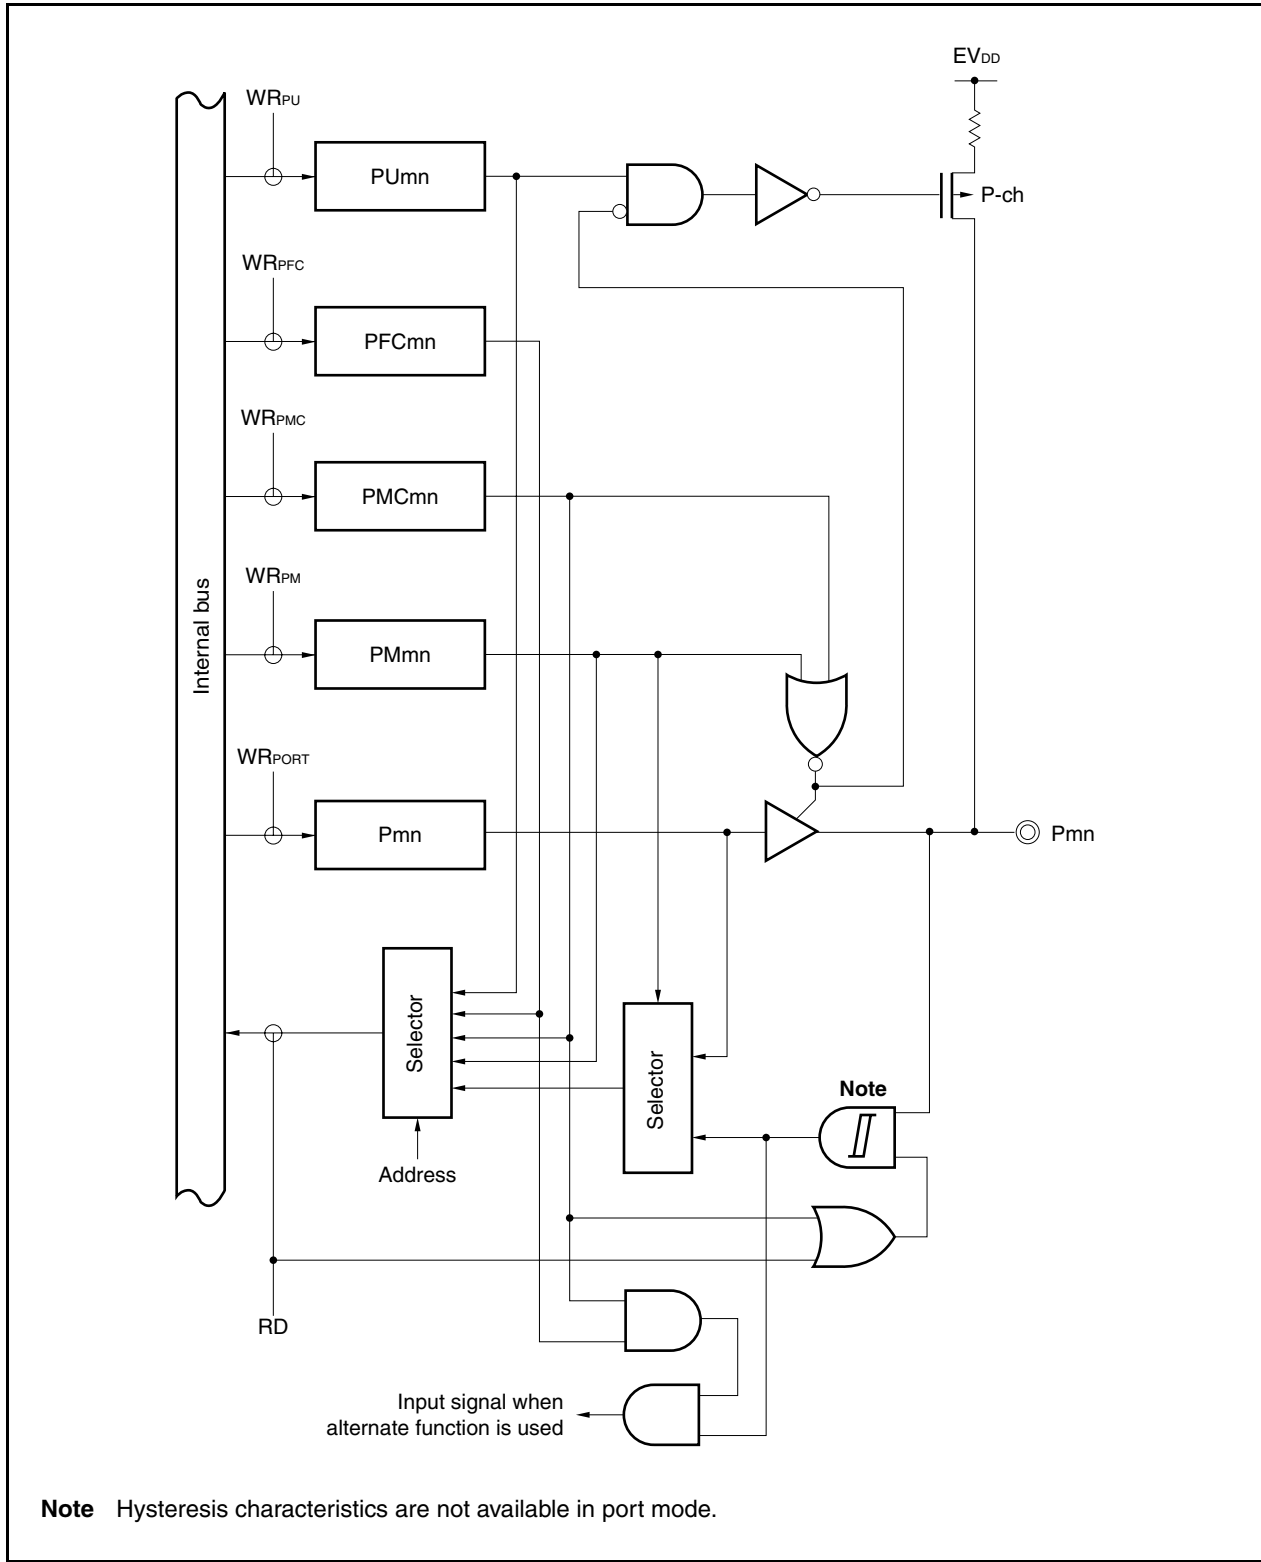 EVDD
WRPU
PUmn
P-ch
WRPFC
PFCmn
WRPMC
PMCmn
WRPM
PMmn
Internal bus
WRPORT
Pmn
Pmn
Selector
Selector
Note
Address
RD
Input signal when
alternate function is used
Note Hysteresis characteristics are not available in port mode.